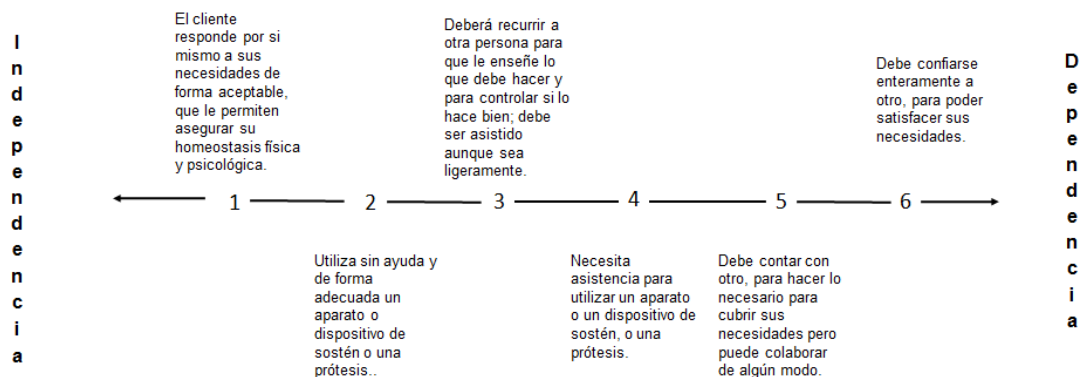 Independencia
El cliente
responde por si
mismo a sus
necesidades de
forma aceptable,
que le permiten
asegurar su
homeostasis física
y psicológica.
Deberá recurrir a
otra persona para
que le enseñe lo
que debe hacer y
para controlar si lo
hace bien; debe
ser asistido
aunque sea
ligeramente.
Debe confiarse
enteramente a
otro, para poder
satisfacer sus
necesidades.
1 2 3 4 5 6
Utiliza sin ayuda y
de forma
adecuada un
aparato o
dispositivo de
sostén o una
prótesis..
Necesita
asistencia para
utilizar un aparato
o un dispositivo de
sostén, o una
prótesis.
Debe contar con
otro, para hacer lo
necesario para
cubrir sus
necesidades pero
puede colaborar
de algún modo.
Dependencia